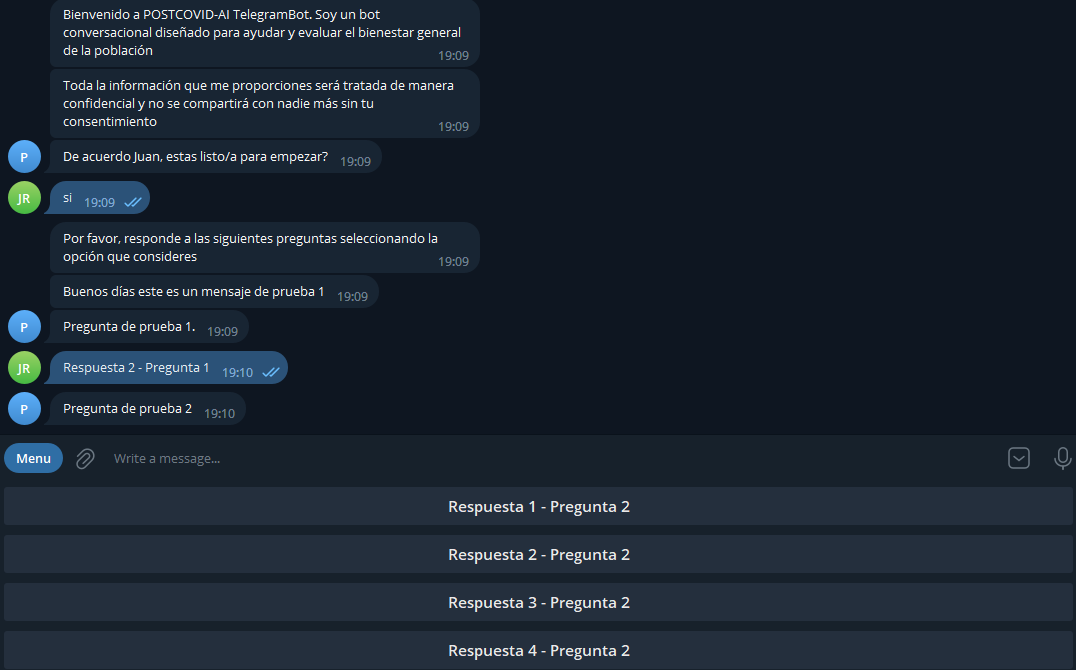 Bienvenido a POSTCOVID-AI TelegramBot. Soy un bot
conversacional diseñado para ayudar y evaluar el bienestar general
de la población
19:09
Toda la información que me proporciones será tratada de manera
confidencial y no se compartirá con nadie más sin tu
consentimiento
19:09
P
De acuerdo Juan, estas listo/a para empezar? 19:09
JR
si 19:09
Por favor, responde a las siguientes preguntas seleccionando la
opción que consideres
19:09
Buenos días este es un mensaje de prueba 1 19:09
P
Pregunta de prueba 1. 19:09
JR
Respuesta 2 - Pregunta 1 19:10
P
Pregunta de prueba 2 19:10
Menu
Write a message...
Respuesta 1 - Pregunta 2
Respuesta 2 - Pregunta 2
Respuesta 3 - Pregunta 2
Respuesta 4 - Pregunta 2